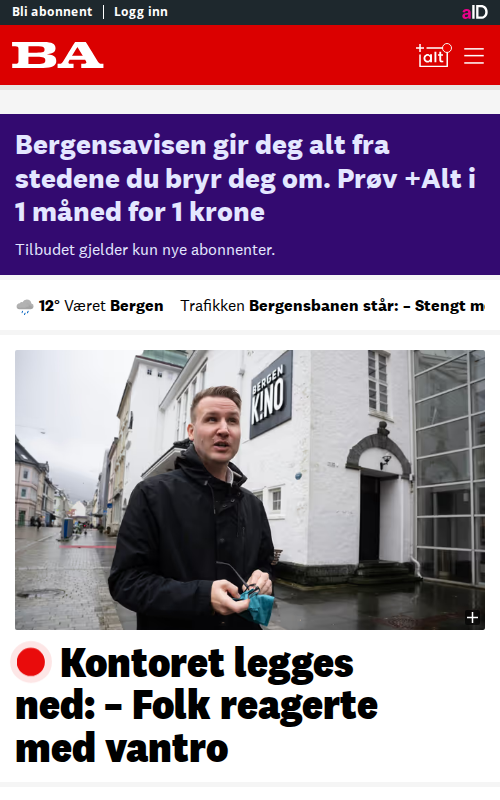 Bli abonnent | Logg inn
aID
BA
+alt
Bergensavisen gir deg alt fra
stedene du bryr deg om. Prøv +Alt i
1 måned for 1 krone
Tilbudet gjelder kun nye abonnenter.
12° Været Bergen Trafikken Bergensbanen står: – Stengt
BERGEN
KINO
Kontoret legges
ned: – Folk reagerte
med vantro